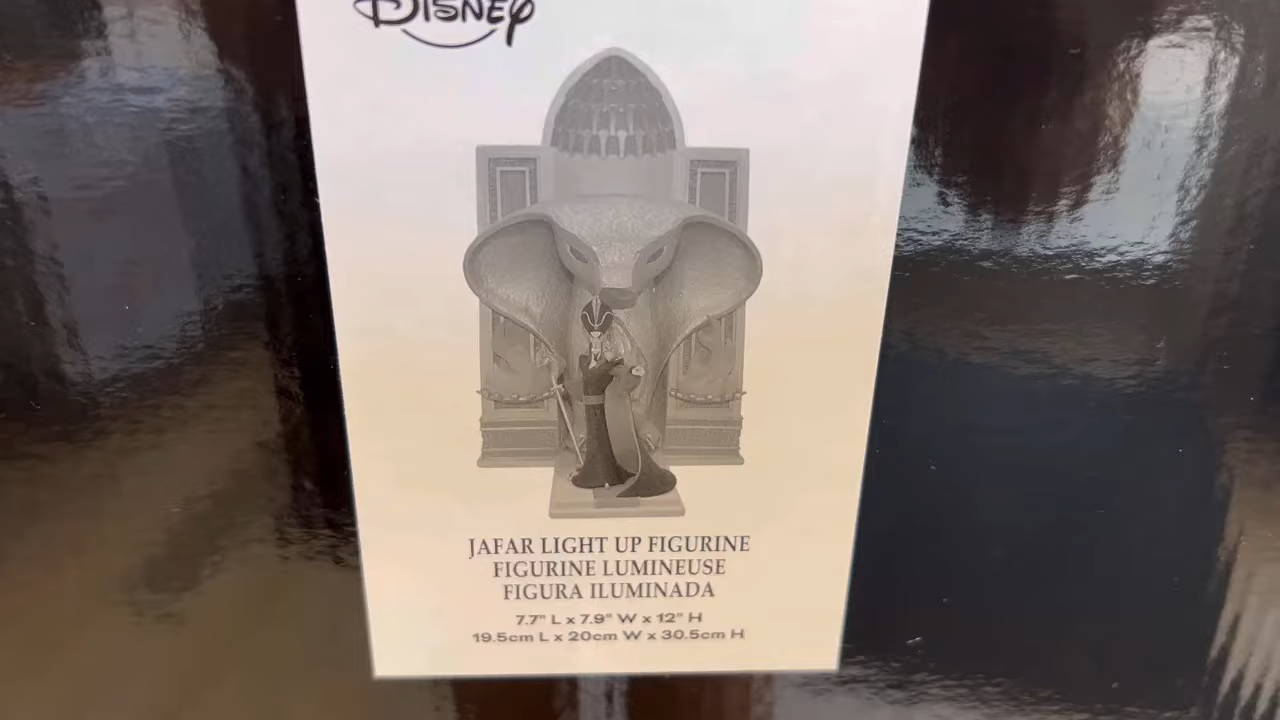 DISNEY
JAFAR LIGHT UP FIGURINE
FIGURINE LUMINEUSE
FIGURA ILUMINADA
7.7" L x 7.9" W x 12" H
19.5cm L x 20cm W x 30.5cm H